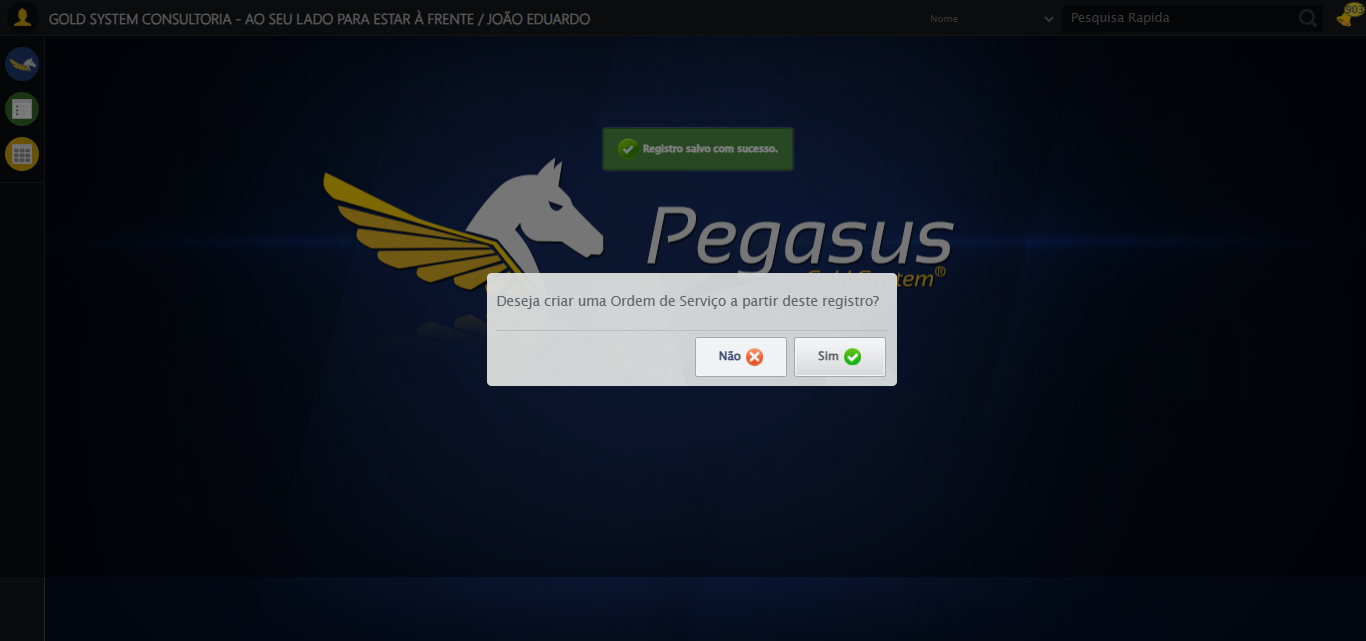 GOLD SYSTEM CONSULTORIA - AO SEU LADO PARA ESTAR À FRENTE / JOÃO EDUARDO
Nome
Pesquisa Rapida
903
Registro salvo com sucesso.
Pegasus
Gold System®
Deseja criar uma Ordem de Serviço a partir deste registro?
Não
Sim